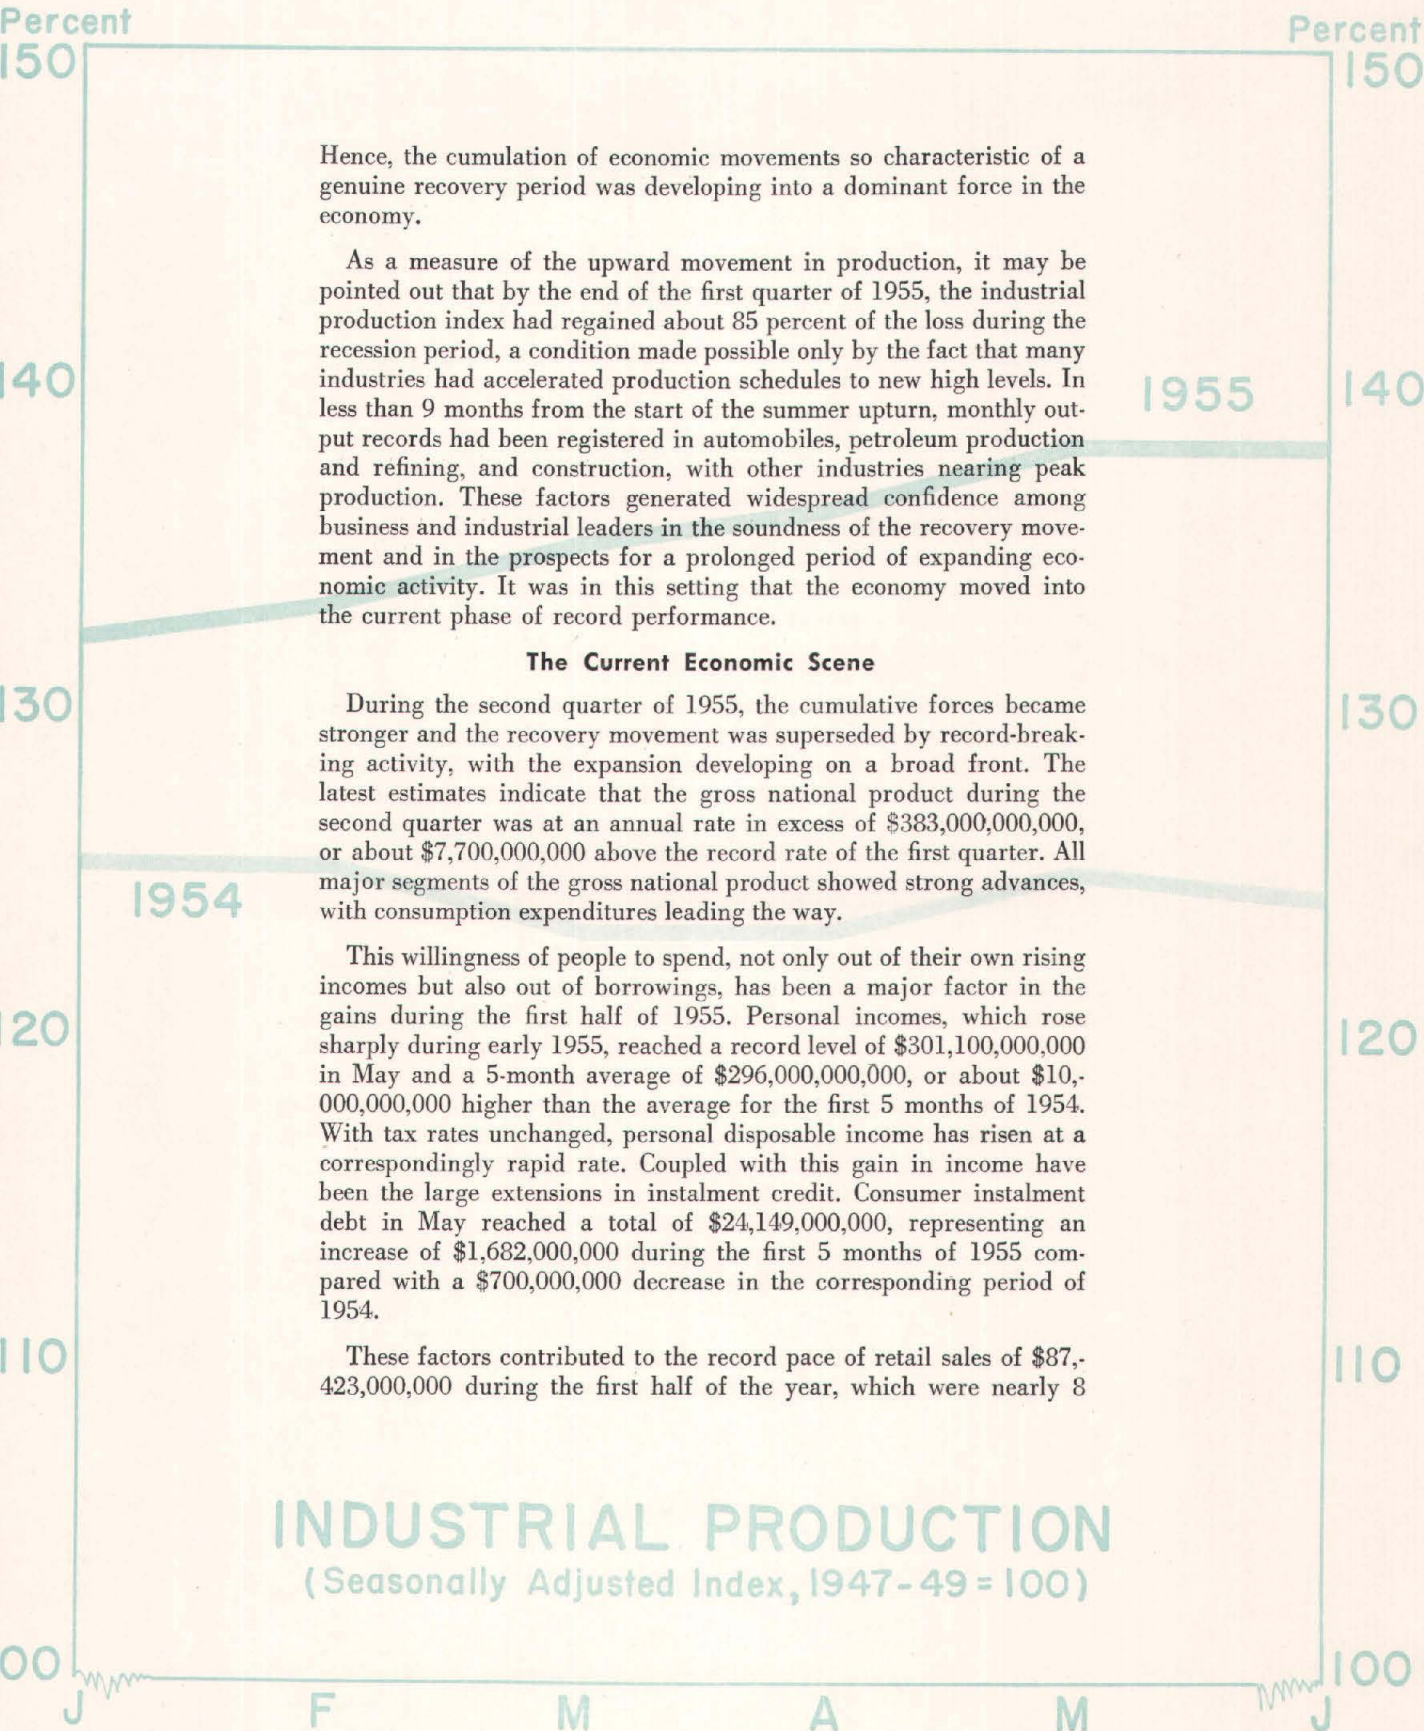 Percent
Percent
150
150
Hence, the cumulation of economic movements so characteristic of a
genuine recovery period was developing into a dominant force in the
economy.
As a measure of the upward movement in production, it may be
pointed out that by the end of the first quarter of 1955, the industrial
production index had regained about 85 percent of the loss during the
recession period, a condition made possible only by the fact that many
140
industries had accelerated production schedules to new high levels. In
1955
140
less than 9 months from the start of the summer upturn, monthly out-
put records had been registered in automobiles, petroleum production
and refining, and construction, with other industries nearing peak
production. These factors generated widespread confidence among
business and industrial leaders in the soundness of the recovery move-
ment and in the prospects for a prolonged period of expanding eco-
nomic activity. It was in this setting that the economy moved into
the current phase of record performance.
The Current Economic Scene
130
130
During the second quarter of 1955, the cumulative forces became
stronger and the recovery movement was superseded by record-break-
ing activity, with the expansion developing on a broad front. The
latest estimates indicate that the gross national product during the
second quarter was at an annual rate in excess of $383,000,000,000,
or about $7,700,000,000 above the record rate of the first quarter. All
major segments of the gross national product showed strong advances,
1954
with consumption expenditures leading the way.
This willingness of people to spend, not only out of their own rising
incomes but also out of borrowings, has been a major factor in the
gains during the first half of 1955. Personal incomes, which rose
120
120
sharply during early 1955, reached a record level of $301,100,000,000
in May and a 5-month average of $296,000,000,000, or about $10,-
000,000,000 higher than the average for the first 5 months of 1954.
With tax rates unchanged, personal disposable income has risen at a
correspondingly rapid rate. Coupled with this gain in income have
been the large extensions in instalment credit. Consumer instalment
debt in May reached a total of $24,149,000,000, representing an
increase of $1,682,000,000 during the first 5 months of 1955 com-
pared with a $700,000,000 decrease in the corresponding period of
1954.
110
110
These factors contributed to the record pace of retail sales of $87,-
423,000,000 during the first half of the year, which were nearly 8
INDUSTRIAL PRODUCTION
(Seasonally Adjusted Index, 1947-49=100)
00
100
J F M A M J